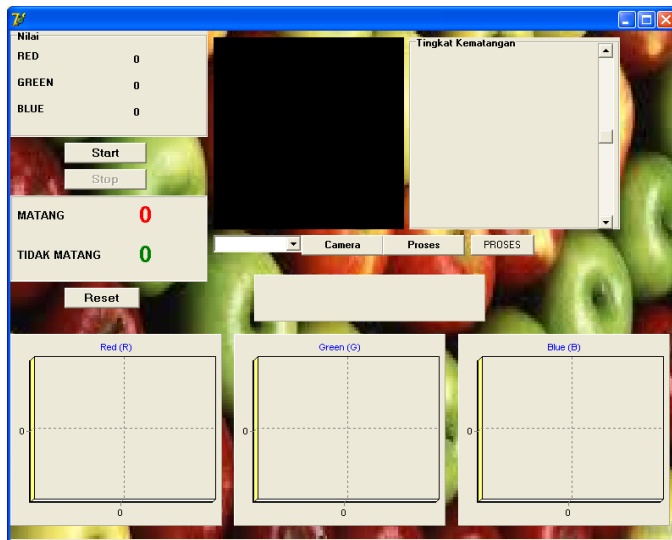 Nilai
RED 0
GREEN 0
BLUE 0
Start
Stop
MATANG 0
TIDAK MATANG 0
Reset
Tingkat Kematangan
Camera Proses PROSES
Red (R)
0
0
Green (G)
0
0
Blue (B)
0
0